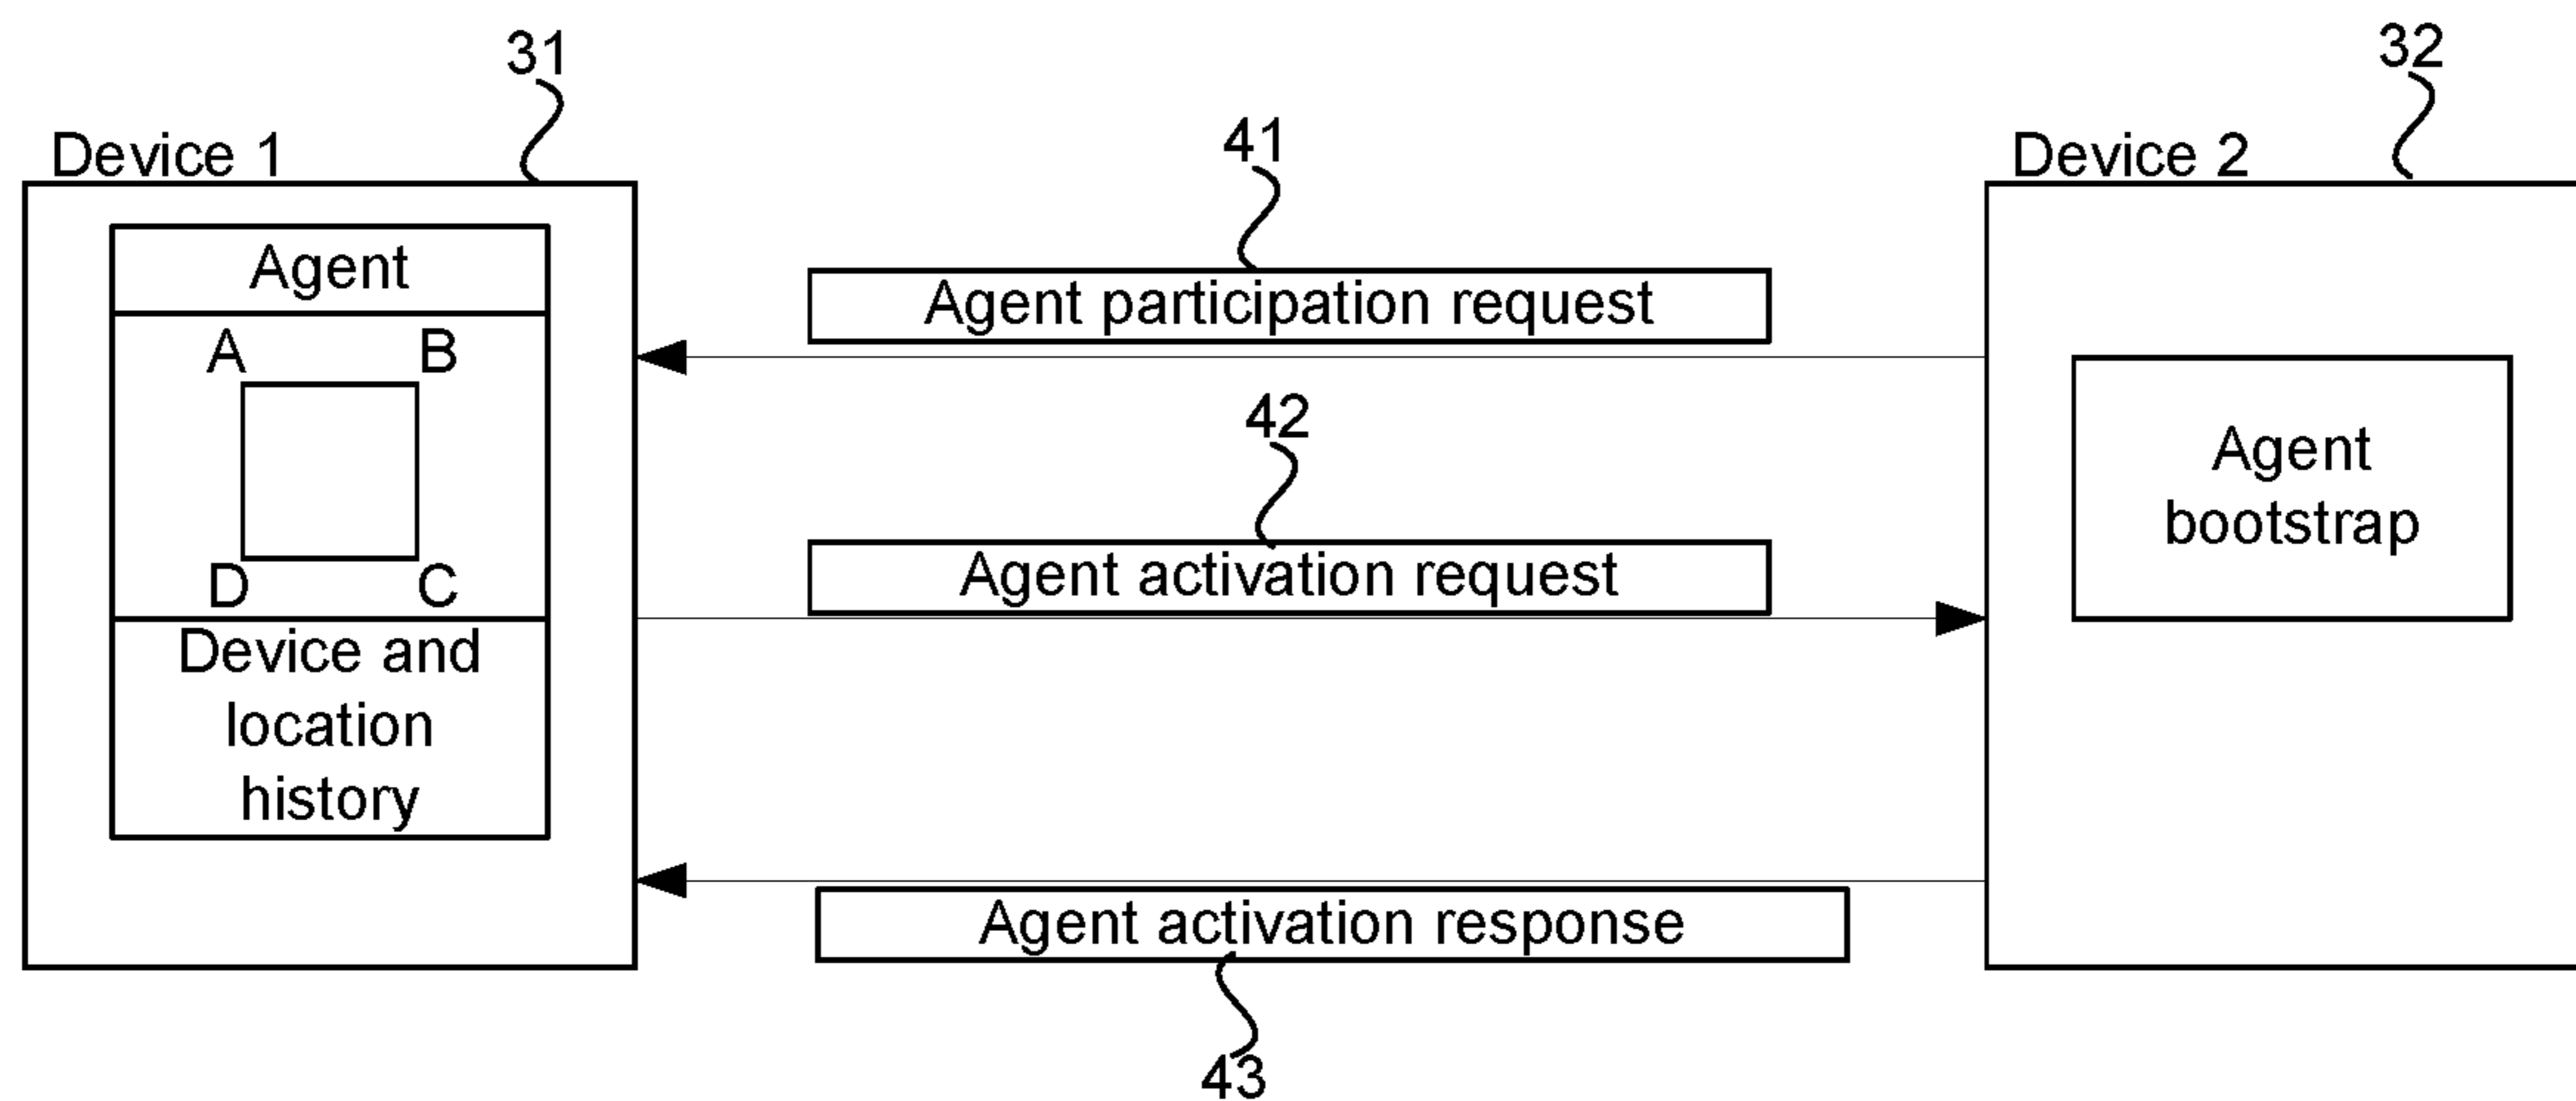 31
32
41
Device 1
Device 2
Agent
Agent participation request
A
B
42
Agent
bootstrap
Agent activation request
D
C
Device and
location
history
Agent activation response
43